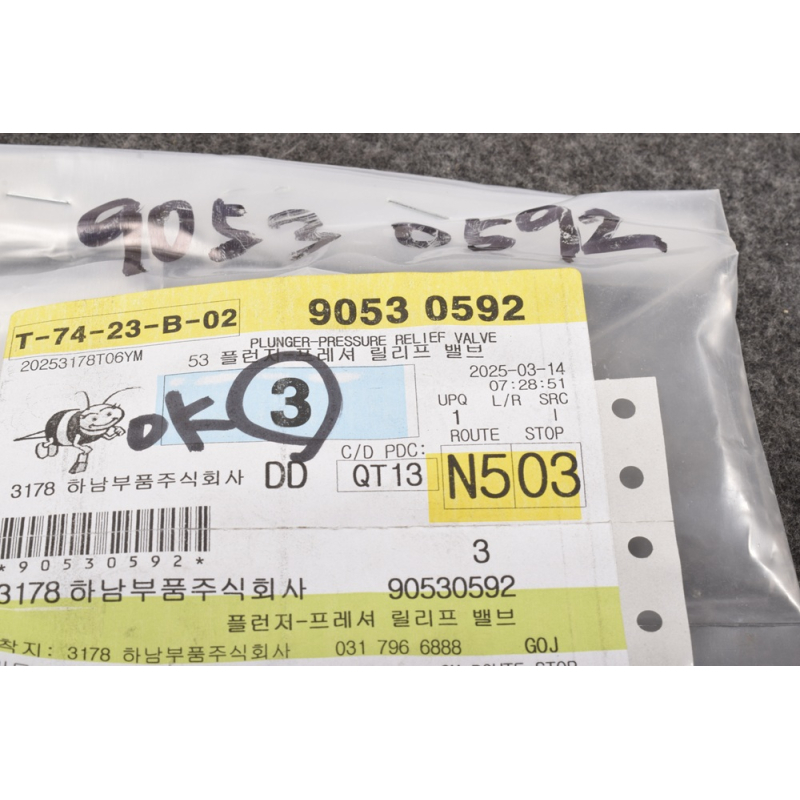 9053 0592
T-74-23-B-02
9053 0592
PLUNGER-PRESSURE RELIEF VALVE
20253178T06YM
53 플런저-프레셔 릴리프 밸브
2025-03-14
07:28:51
UPQ L/R SRC
OK 3
1 I
ROUTE STOP
C/D PDC:
3178 하남부품주식회사 DD QT13 N503
*90530592*
3
3178 하남부품주식회사 90530592
플런저-프레셔 릴리프 밸브
착지: 3178 하남부품주식회사 031 796 6888 GOJ
ROUTE STOP